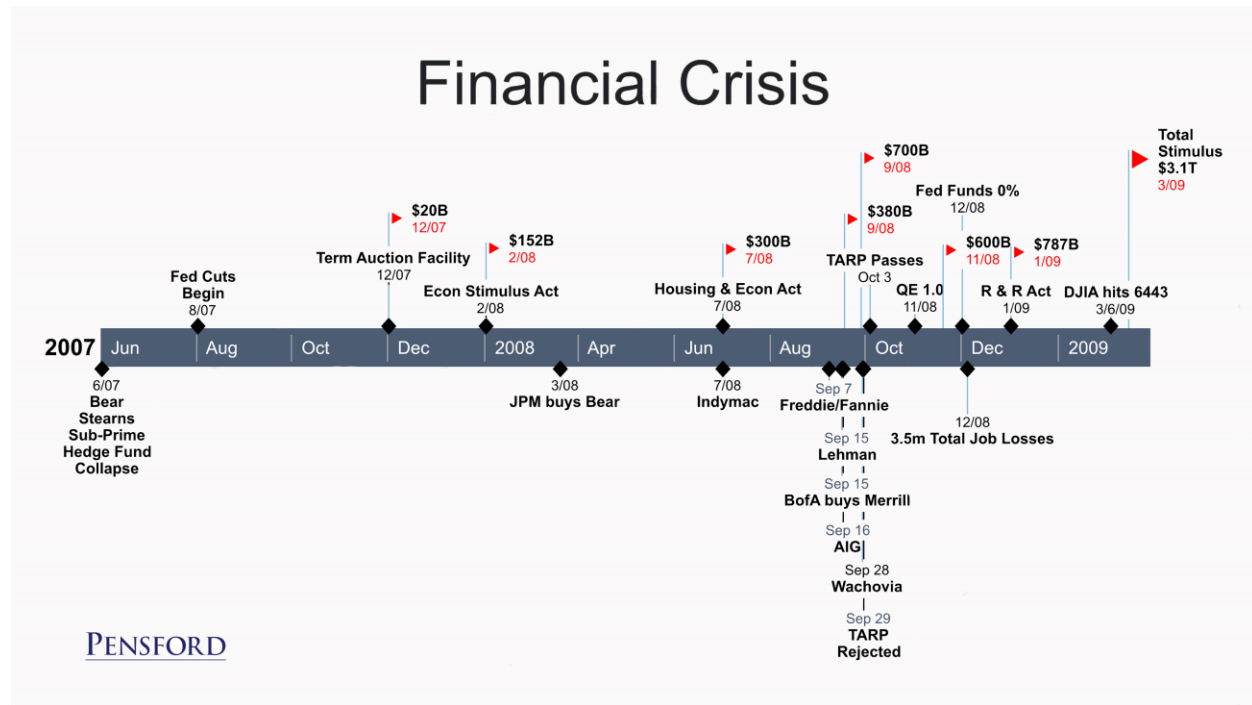 Financial Crisis
Total
Stimulus
$3.1T
3/09
$700B
9/08
Fed Funds 0%
12/08
$20B
12/07
$380B
9/08
$152B
2/08
$300B
7/08
$600B
11/08
$787B
1/09
Term Auction Facility
12/07
TARP Passes
Oct 3
Fed Cuts
Begin
8/07
Econ Stimulus Act
2/08
Housing & Econ Act
7/08
QE 1.0
11/08
R & R Act
1/09
DJIA hits 6443
3/6/09
2007 Jun Aug Oct Dec 2008 Apr Jun Aug Oct Dec 2009
6/07
Bear
Stearns
Sub-Prime
Hedge Fund
Collapse
3/08
JPM buys Bear
7/08
Indymac
Sep 7
Freddie/Fannie
Sep 15
Lehman
Sep 15
BofA buys Merrill
Sep 16
AIG
Sep 28
Wachovia
Sep 29
TARP
Rejected
12/08
3.5m Total Job Losses
PENSFORD